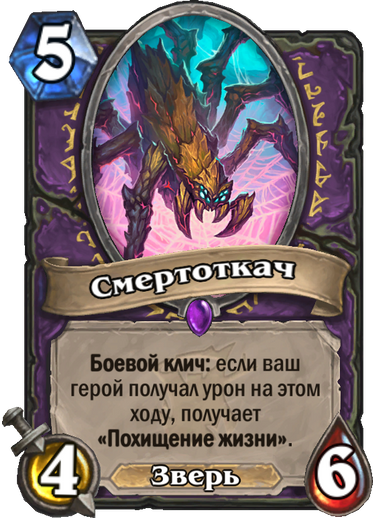 5
Смертоткач
Боевой клич: если ваш
герой получал урон на этом
ходу, получает
«Похищение жизни».
4
Зверь
6